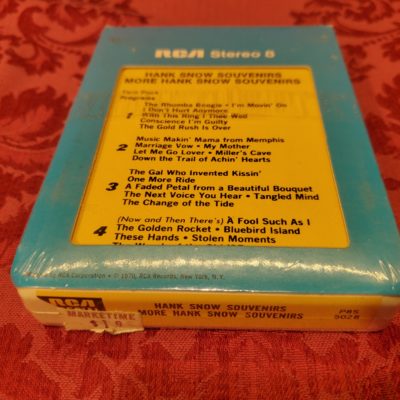 RCA Stereo 8
HANK SNOW SOUVENIRS
MORE HANK SNOW SOUVENIRS
Twin Pack
Programs
The Rhumba Boogie • I'm Movin' On
I Don't Hurt Anymore
1 With This Ring I Thee Wed
Conscience I'm Guilty
The Gold Rush Is Over
Music Makin' Mama from Memphis
2 Marriage Vow • My Mother
Let Me Go Lover • Miller's Cave
Down the Trail of Achin' Hearts
The Gal Who Invented Kissin'
One More Ride
3 A Faded Petal from a Beautiful Bouquet
The Next Voice You Hear • Tangled Mind
The Change of the Tide
(Now and Then There's) A Fool Such As I
4 The Golden Rocket • Bluebird Island
These Hands • Stolen Moments
RCA Corporation • © 1970, RCA Records, New York, N.Y.
RCA
HANK SNOW SOUVENIRS
MORE HANK SNOW SOUVENIRS
P8S
5028
MARKETIME